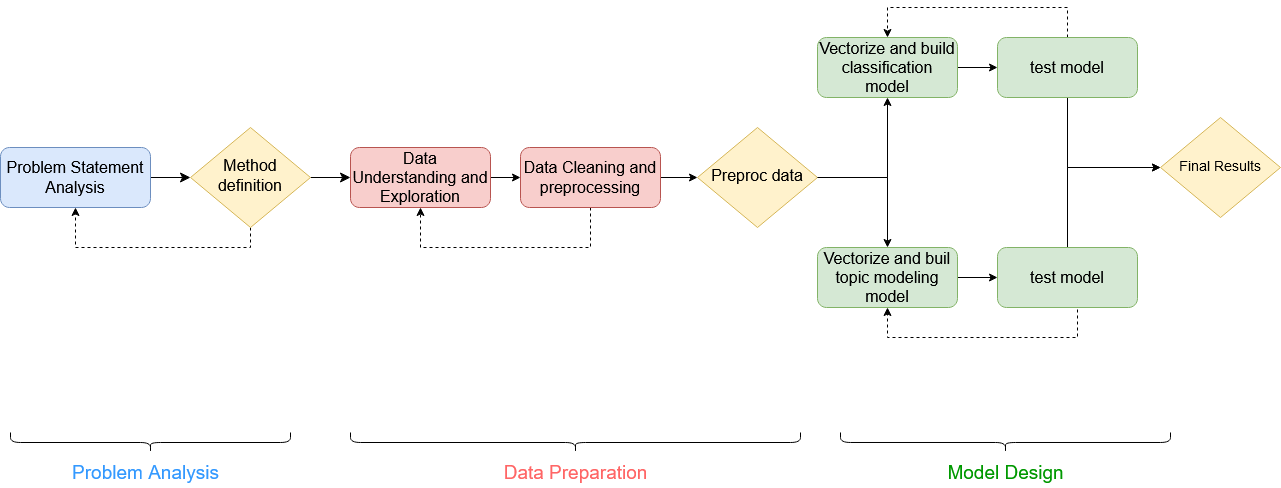 Problem Statement
Analysis
Method
definition
Data
Understanding and
Exploration
Data Cleaning and
preprocessing
Preproc data
Vectorize and build
classification
model
test model
Vectorize and buil
topic modeling
model
test model
Final Results
Problem Analysis
Data Preparation
Model Design